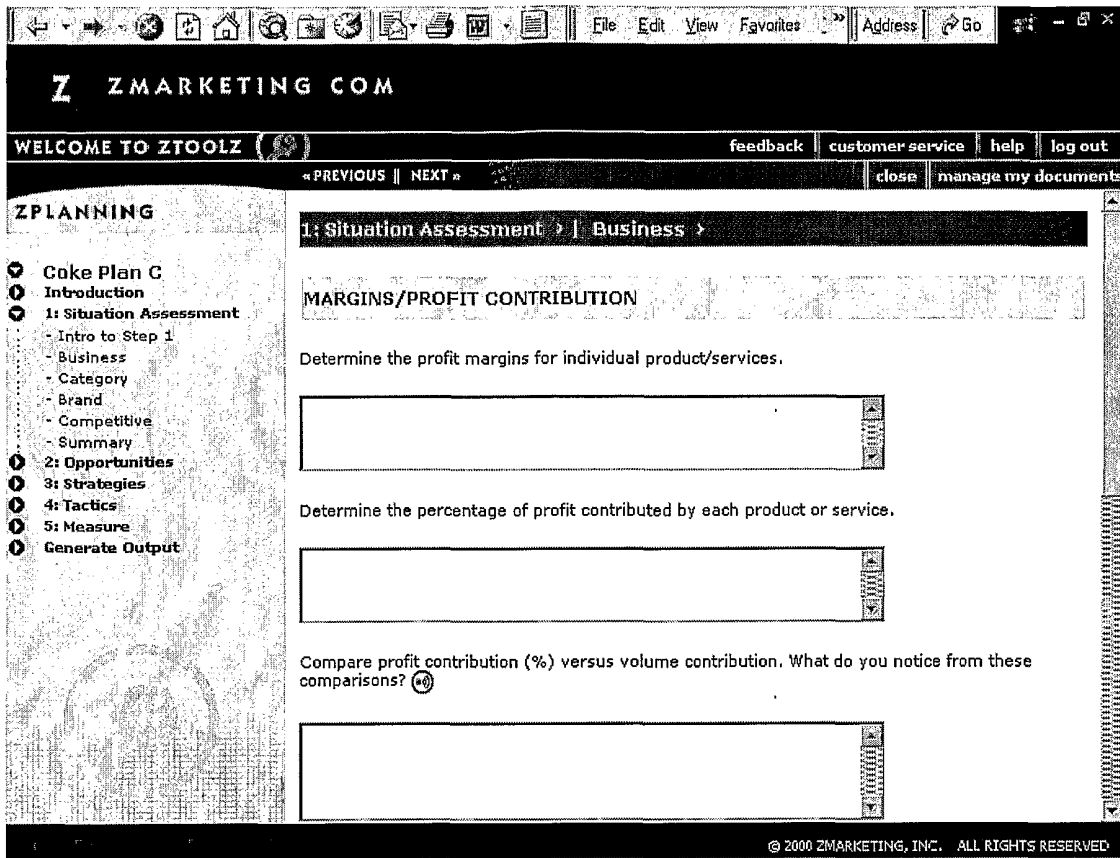 File Edit View Favorites » Address Go
Z ZMARKETING COM
WELCOME TO ZTOOLZ
feedback || customer service || help || log out
«PREVIOUS || NEXT »
close || manage my documents
ZPLANNING
Coke Plan C
Introduction
1: Situation Assessment
- Intro to Step 1
- Business
- Category
- Brand
- Competitive
- Summary
2: Opportunities
3: Strategies
4: Tactics
5: Measure
Generate Output
1: Situation Assessment > | Business >
MARGINS/PROFIT CONTRIBUTION
Determine the profit margins for individual product/services.
Determine the percentage of profit contributed by each product or service.
Compare profit contribution (%) versus volume contribution. What do you notice from these
comparisons?
© 2000 ZMARKETING, INC. ALL RIGHTS RESERVED